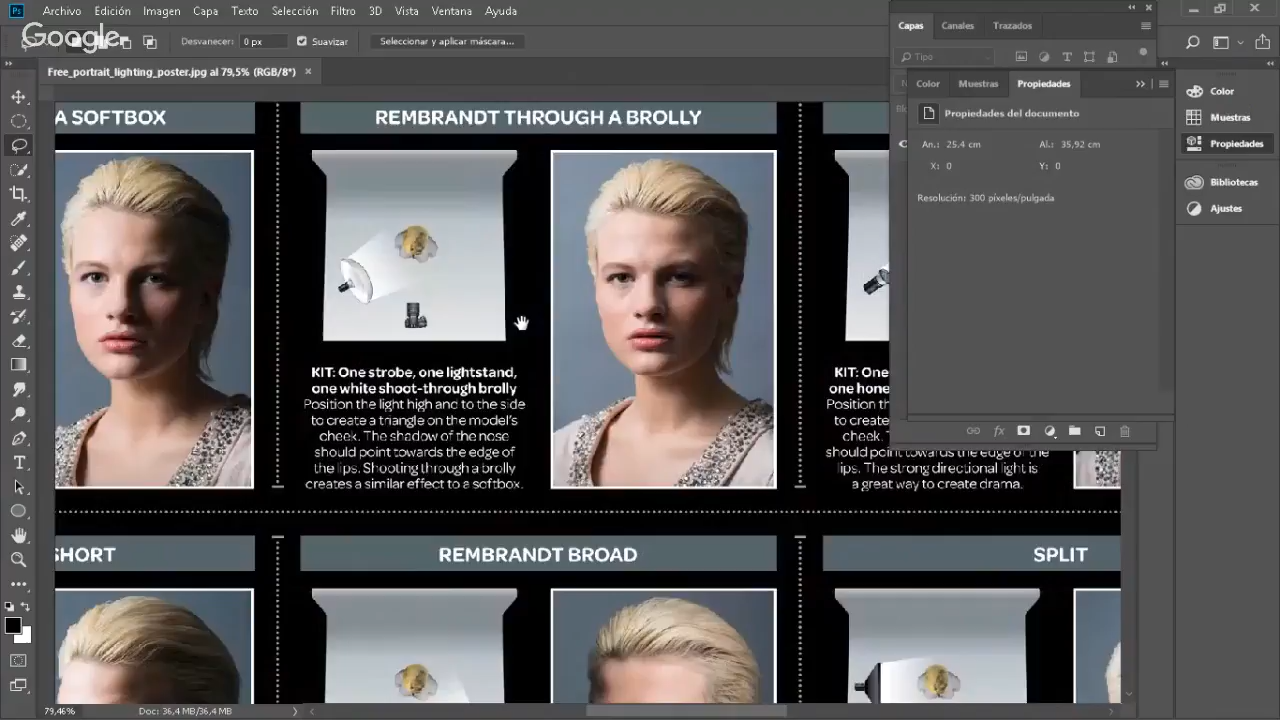 Ps Archivo Edición Imagen Capa Texto Selección Filtro 3D Vista Ventana Ayuda
Google
Desvanecer: 0 px Suavizar Seleccionar y aplicar máscara...
Free_portrait_lighting_poster.jpg al 79,5% (RGB/8*)
Capas Canales Trazados
Tipo
Color Muestras Propiedades
Propiedades del documento
An.: 25.4 cm Al.: 35,92 cm
X: 0 Y: 0
Resolución: 300 píxeles/pulgada
Color
Muestras
Propiedades
Bibliotecas
Ajustes
A SOFTBOX
REMBRANDT THROUGH A BROLLY
KIT: One strobe, one lightstand,
one white shoot-through brolly
Position the light high and to the side
to create a triangle on the model's
cheek. The shadow of the nose
should point towards the edge of
the lips. Shooting through a brolly
creates a similar effect to a softbox.
KIT: One
one hone
Position t
to create
cheek. Th
should point towards the edge of the
lips. The strong directional light is
a great way to create drama.
SHORT
REMBRANDT BROAD
SPLIT
79,46% Doc: 36,4 MB/36,4 MB